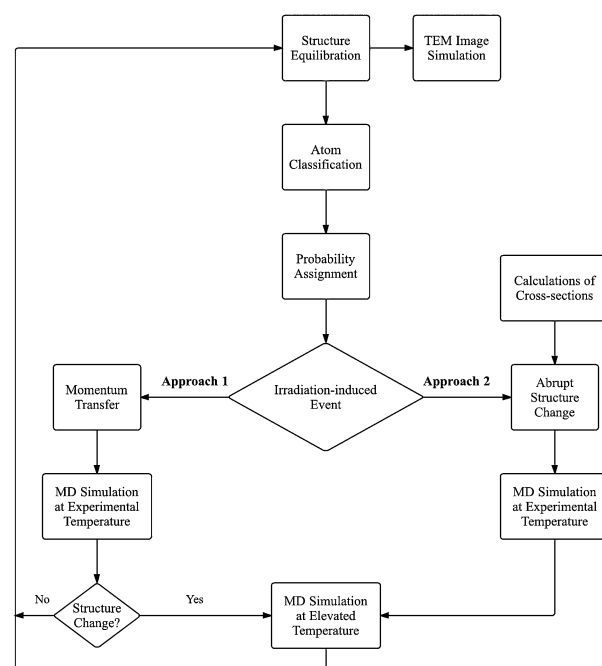 Structure
Equilibration
TEM Image
Simulation
Atom
Classification
Probability
Assignment
Calculations of
Cross-sections
Approach 1
Irradiation-induced
Event
Approach 2
Momentum
Transfer
Abrupt
Structure
Change
MD Simulation
at Experimental
Temperature
MD Simulation
at Experimental
Temperature
No
Structure
Change?
Yes
MD Simulation
at Elevated
Temperature